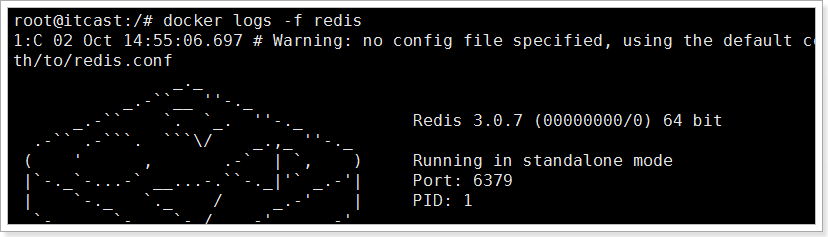 root@itcast:/# docker logs -f redis
1:C 02 Oct 14:55:06.697 # Warning: no config file specified, using the default
th/to/redis.conf
Redis 3.0.7 (00000000/0) 64 bit
Running in standalone mode
Port: 6379
PID: 1